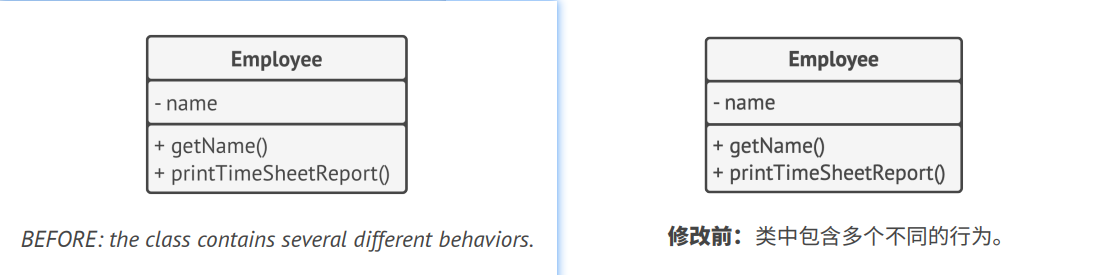 Employee
- name
+ getName()
+ printTimeSheetReport()
BEFORE: the class contains several different behaviors.
Employee
- name
+ getName()
+ printTimeSheetReport()
修改前：类中包含多个不同的行为。